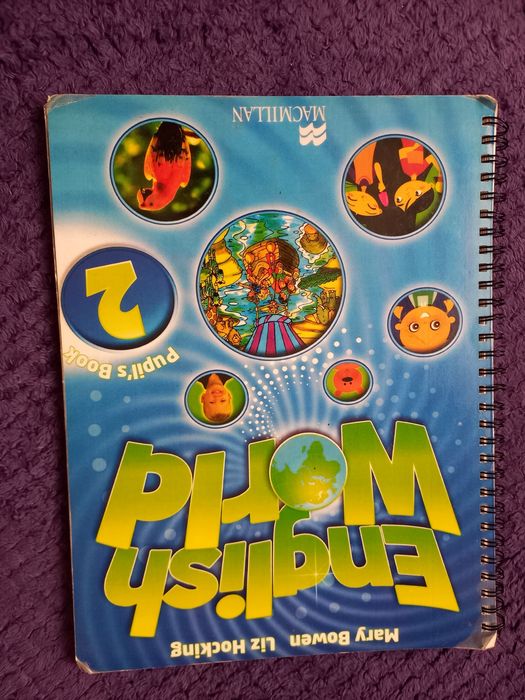 Mary Bowen Liz Hocking
English
World
Pupil's Book
2
MACMILLAN